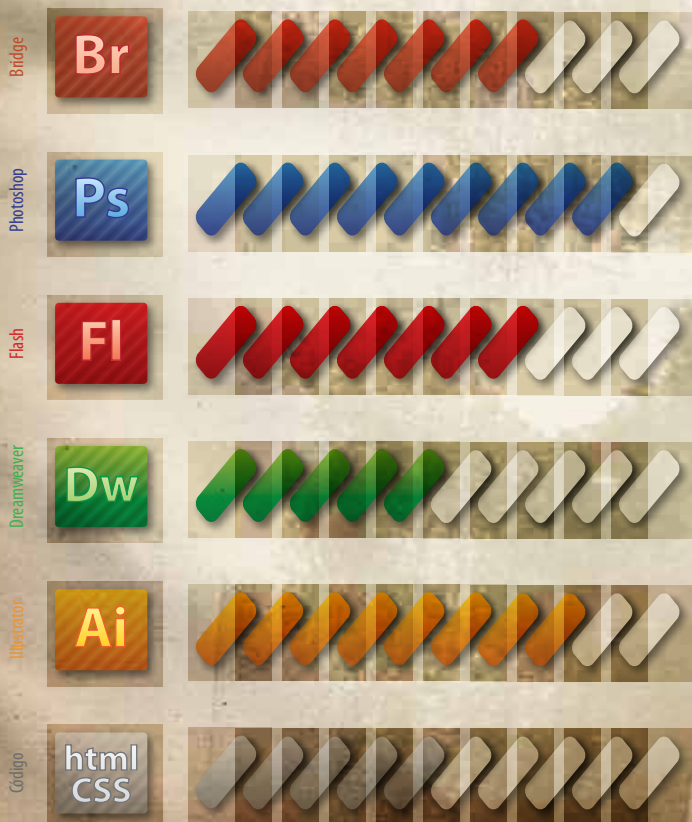 Bridge
Br
Photoshop
Ps
Flash
Fl
Dreamweaver
Dw
Illustrator
Ai
Código
html
CSS